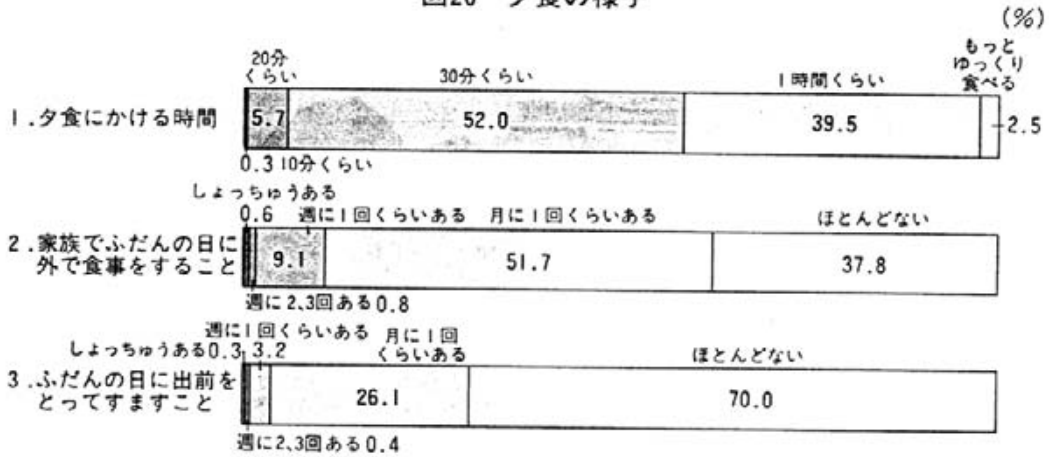 (%)
20分
くらい
30分くらい
1時間くらい
もっと
ゆっくり
食べる
1.夕食にかける時間
5.7
52.0
39.5
2.5
0.3 10分くらい
しょっちゅうある
0.6
週に1回くらいある
月に1回くらいある
ほとんどない
2.家族でふだんの日に
外で食事をすること
9.1
51.7
37.8
週に2、3回ある0.8
週に1回くらいある
月に1回
くらいある
しょっちゅうある0.3
3.2
ほとんどない
3.ふだんの日に出前を
とってすますこと
26.1
70.0
週に2、3回ある0.4